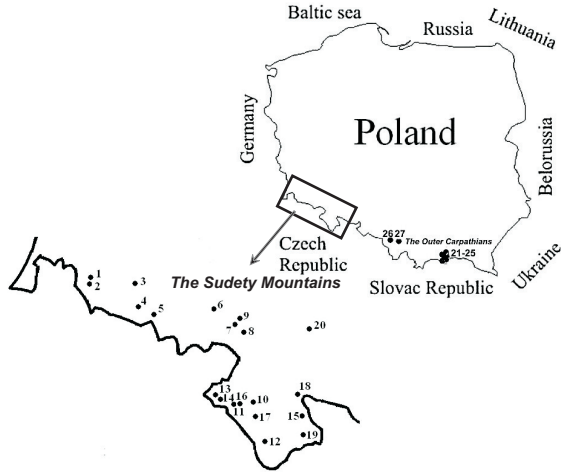 Baltic sea
Russia
Lithuania
Germany
Poland
Belorussia
26 27 The Outer Carpathians
21-25
Czech
Republic
Ukraine
The Sudety Mountains
Slovac Republic
1
2
3
4
5
6
9
7
8
20
13
14
16
10
18
11
17
15
12
19